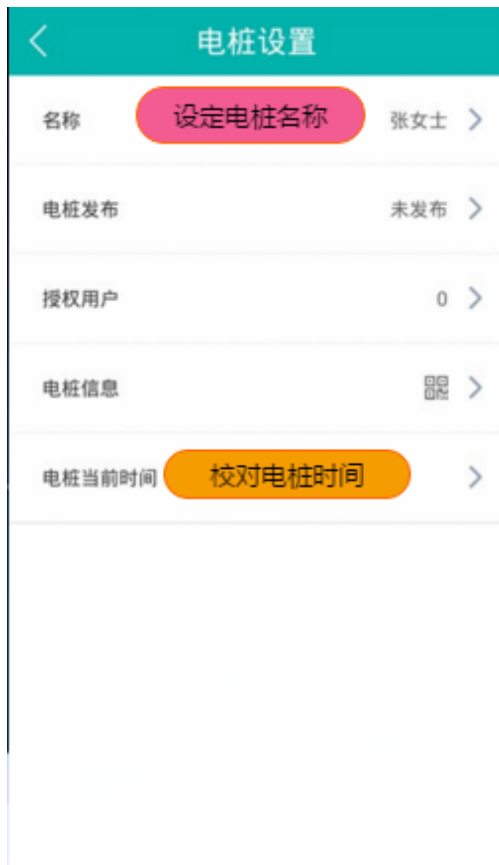 电桩设置
名称 设定电桩名称 张女士
电桩发布 未发布
授权用户 0
电桩信息
电桩当前时间 校对电桩时间